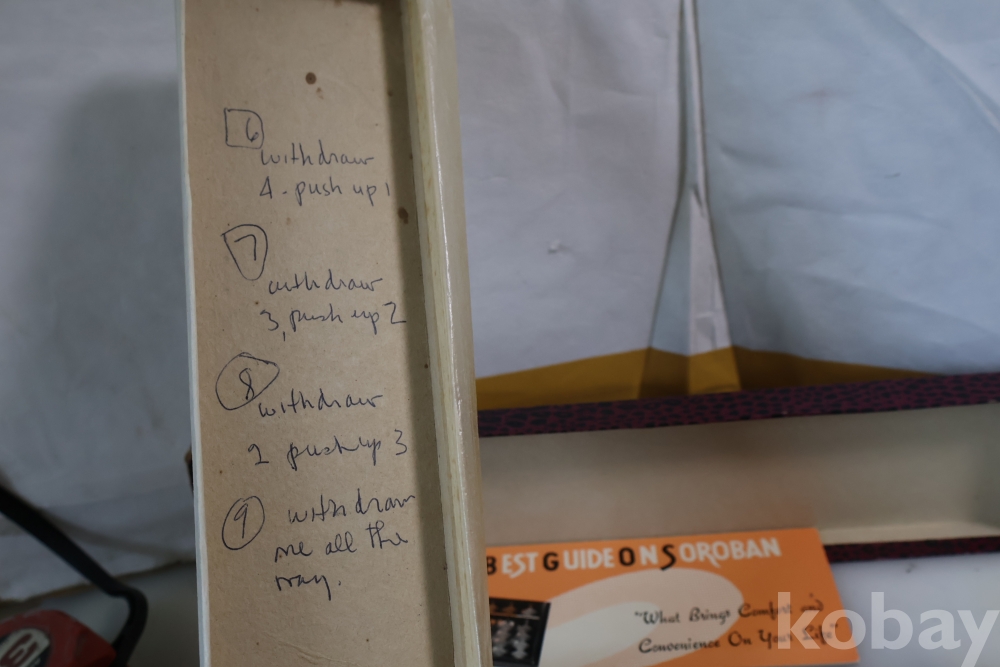 6
withdraw
4 - push up 1
7
withdraw
3, push up 2
8
withdraw
2 push up 3
9 withdraw
me all the
way.
BEST GUIDE ON SOROBAN
"What Brings Comfort and
Convenience On Your Life"
kobay